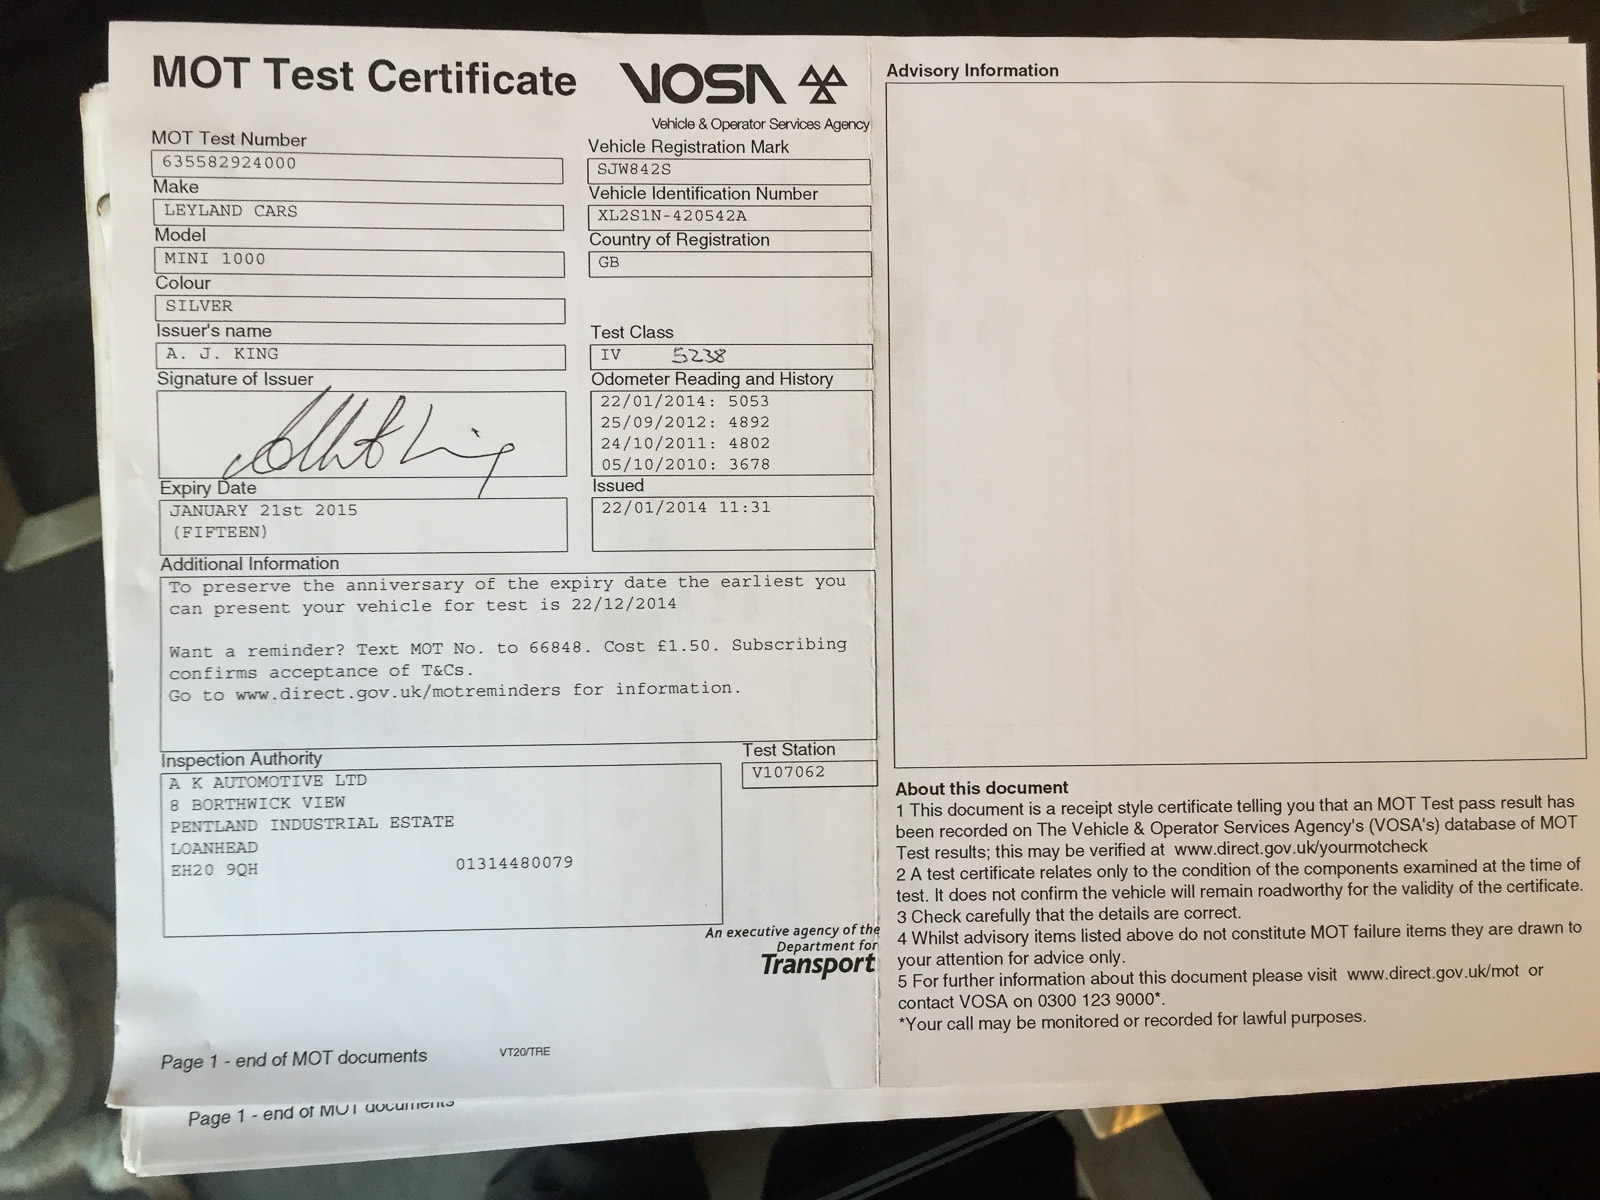 MOT Test Certificate
VOSA
Vehicle & Operator Services Agency
MOT Test Number
635582924000
Vehicle Registration Mark
SJW842S
Make
LEYLAND CARS
Vehicle Identification Number
XL2S1N-420542A
Model
MINI 1000
Country of Registration
GB
Colour
SILVER
Issuer's name
A. J. KING
Test Class
IV 5238
Signature of Issuer
Odometer Reading and History
22/01/2014: 5053
25/09/2012: 4892
24/10/2011: 4802
05/10/2010: 3678
Expiry Date
JANUARY 21st 2015
(FIFTEEN)
Issued
22/01/2014 11:31
Additional Information
To preserve the anniversary of the expiry date the earliest you
can present your vehicle for test is 22/12/2014
Want a reminder? Text MOT No. to 66848. Cost £1.50. Subscribing
confirms acceptance of T&Cs.
Go to www.direct.gov.uk/motreminders for information.
Inspection Authority
A K AUTOMOTIVE LTD
8 BORTHWICK VIEW
PENTLAND INDUSTRIAL ESTATE
LOANHEAD
EH20 9QH 01314480079
Test Station
V107062
An executive agency of the
Department for
Transport
Page 1 - end of MOT documents
VT20/TRE
Page 1 - end of MOT documents
Advisory Information
About this document
1 This document is a receipt style certificate telling you that an MOT Test pass result has
been recorded on The Vehicle & Operator Services Agency's (VOSA's) database of MOT
Test results; this may be verified at www.direct.gov.uk/yourmotcheck
2 A test certificate relates only to the condition of the components examined at the time of
test. It does not confirm the vehicle will remain roadworthy for the validity of the certificate.
3 Check carefully that the details are correct.
4 Whilst advisory items listed above do not constitute MOT failure items they are drawn to
your attention for advice only.
5 For further information about this document please visit www.direct.gov.uk/mot or
contact VOSA on 0300 123 9000*.
*Your call may be monitored or recorded for lawful purposes.